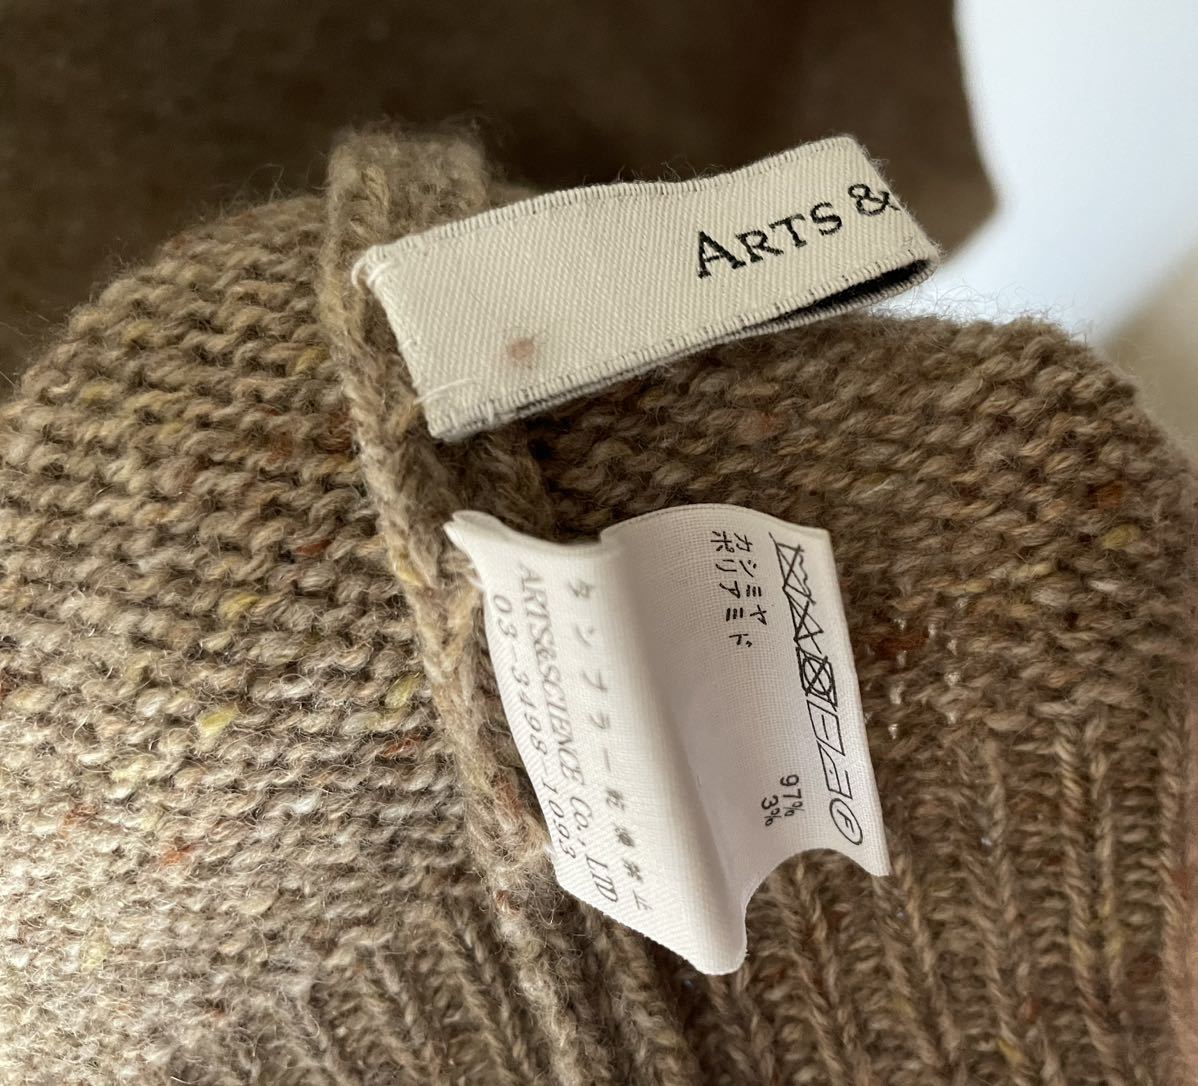 ARTS &
カシミヤ 97%
ポリアミド 3%
F
タンブラー乾燥禁止
ARTS&SCIENCE CO., LTD
03-3498-1093